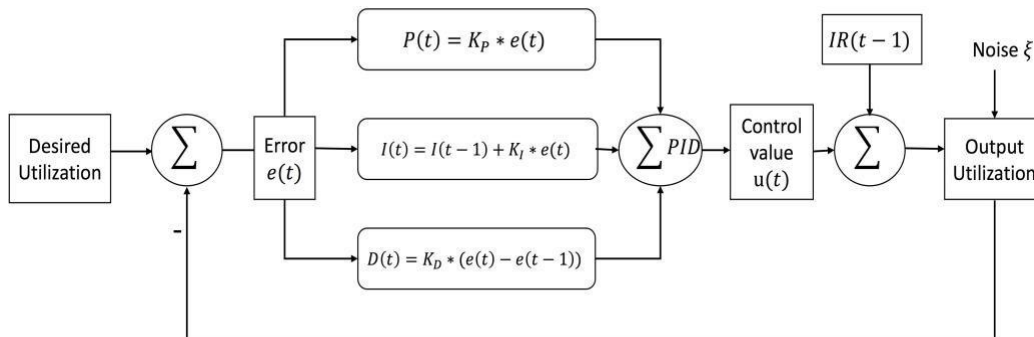 Desired
Utilization
∑
-
Error
e(t)
P(t) = K_P * e(t)
I(t) = I(t − 1) + K_I * e(t)
D(t) = K_D * (e(t) − e(t − 1))
∑ PID
Control
value
u(t)
IR(t − 1)
∑
Noise ξ
Output
Utilization